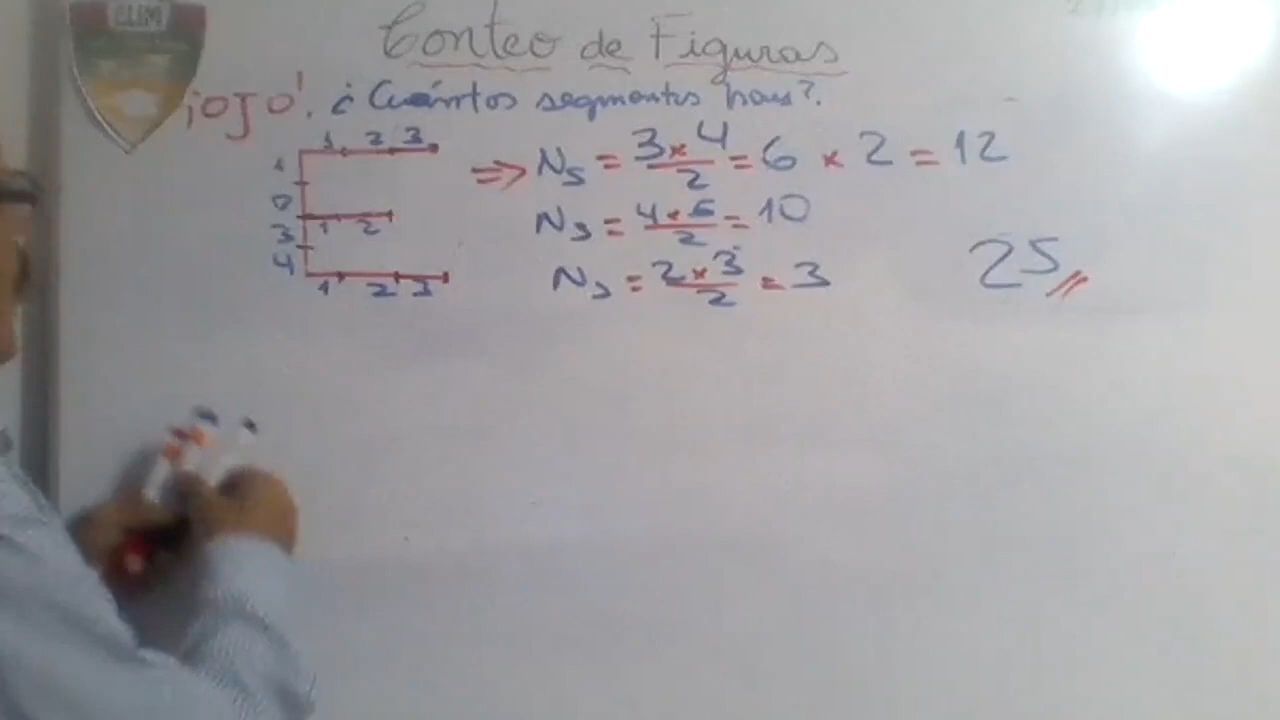 CLIM
Conteo de Figuras
¡OJO! ¿Cuántos segmentos hay?.
1 2 3
1
2
3
4
1 2
1 2 3
⇒ Ns = 3×4/2 = 6 × 2 = 12
Ns = 4×5/2 = 10
Ns = 2×3/2 = 3
25